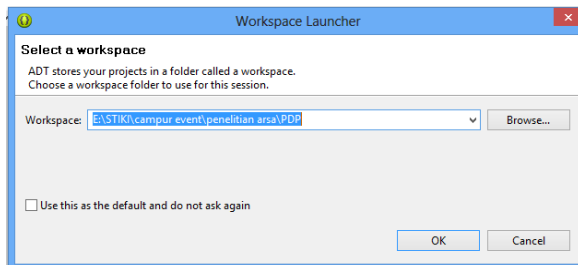 Workspace Launcher
Select a workspace
ADT stores your projects in a folder called a workspace.
Choose a workspace folder to use for this session.
Workspace: E:\STIKI\campur event\penelitian arsa\PDP Browse...
Use this as the default and do not ask again
OK Cancel